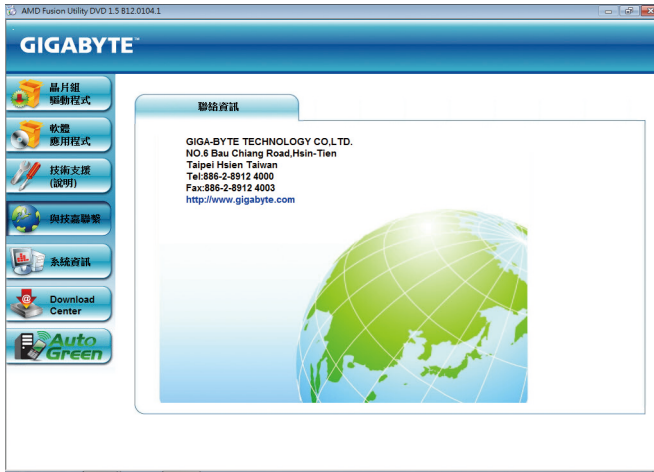 AMD Fusion Utility DVD 1.5 B12.0104.1
GIGABYTE™
晶片組
驅動程式
軟體
應用程式
技術支援
(說明)
與技嘉聯繫
系統資訊
Download
Center
Auto
Green
聯絡資訊
GIGA-BYTE TECHNOLOGY CO,LTD.
NO.6 Bau Chiang Road,Hsin-Tien
Taipei Hsien Taiwan
Tel:886-2-8912 4000
Fax:886-2-8912 4003
http://www.gigabyte.com